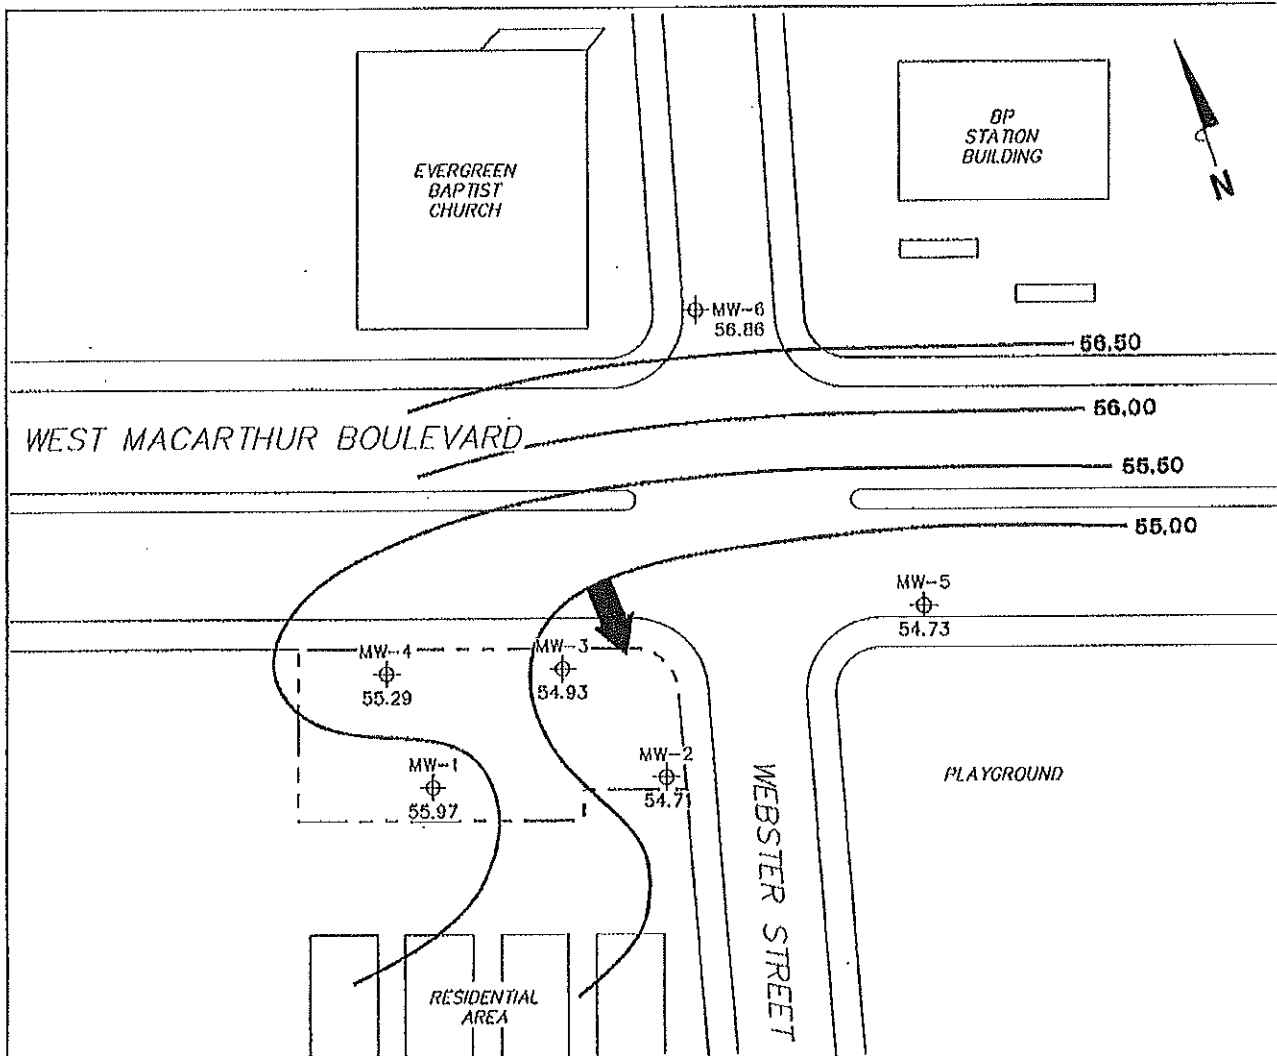 EVERGREEN
BAPTIST
CHURCH
BP
STATION
BUILDING
N
MW-6
56.86
56.50
56.00
WEST MACARTHUR BOULEVARD
55.50
55.00
MW-5
54.73
MW-4
55.29
MW-3
54.93
MW-2
54.71
MW-1
55.97
PLAYGROUND
WEBSTER STREET
RESIDENTIAL
AREA